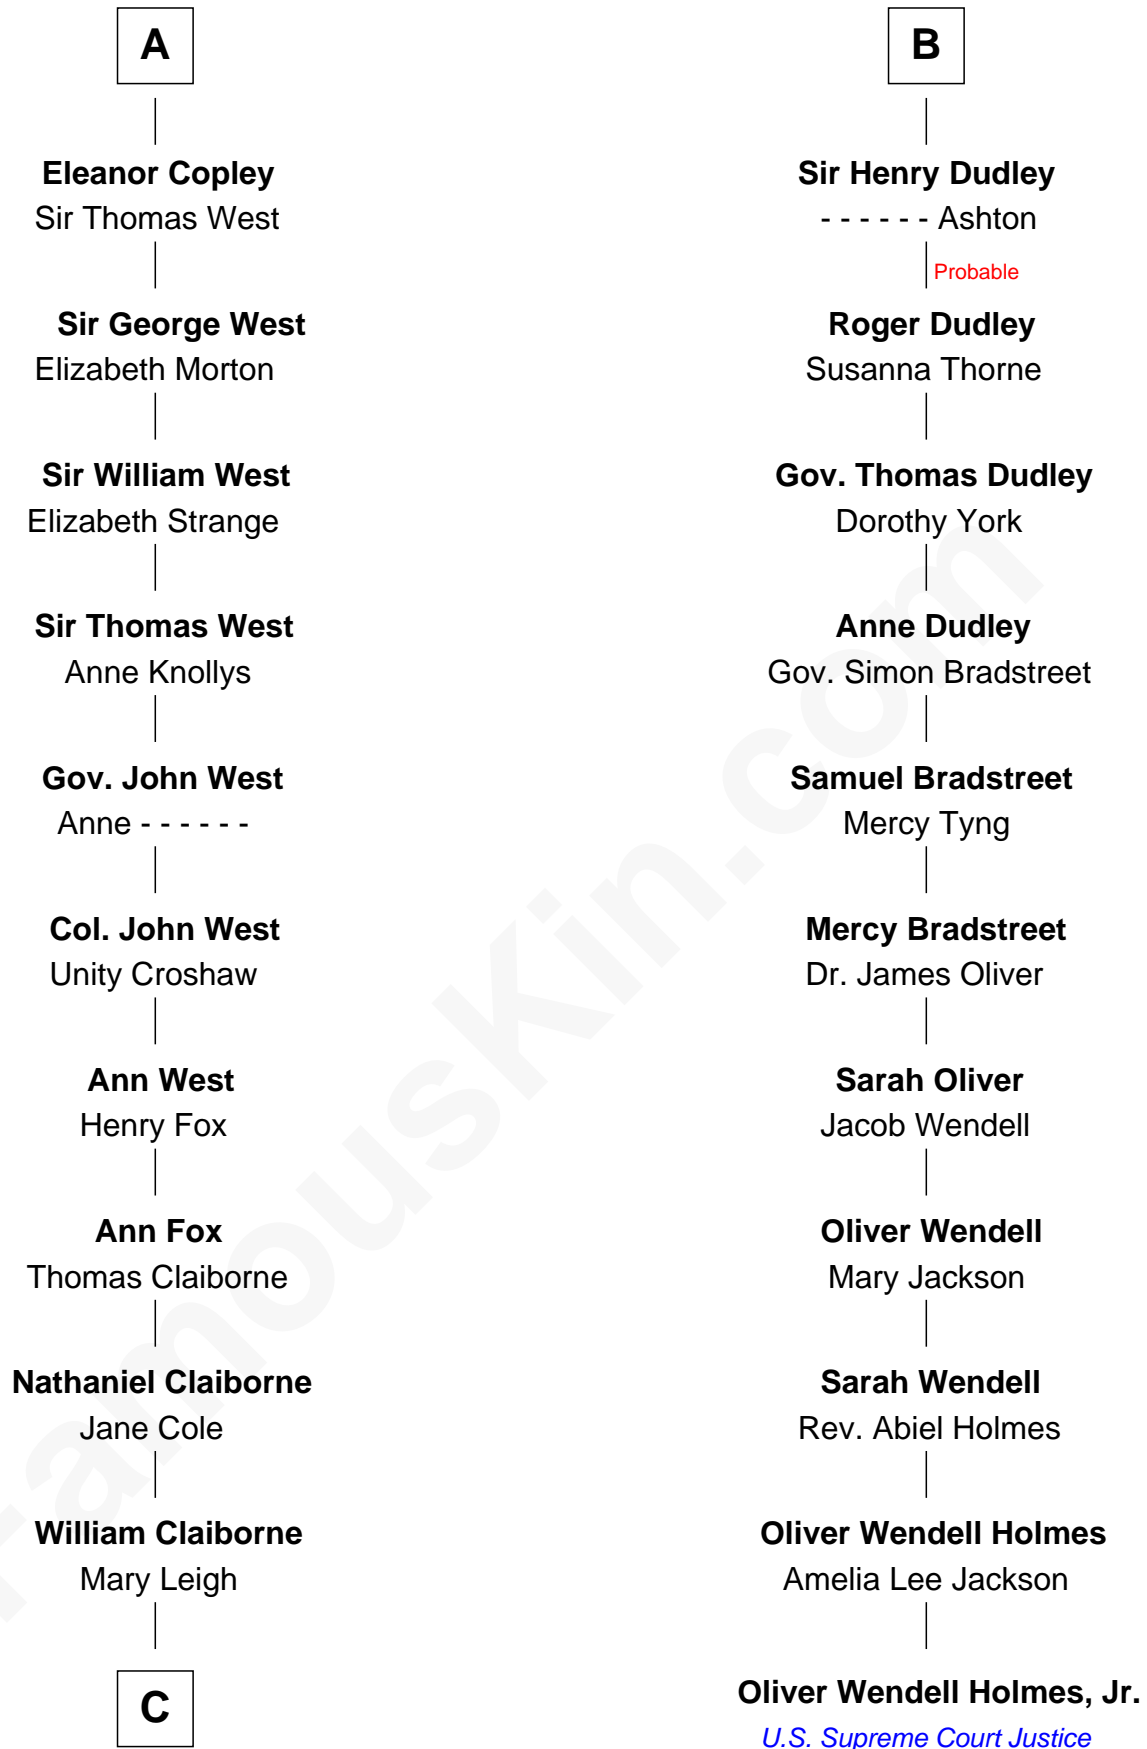 A
Eleanor Copley
Sir Thomas West
Sir George West
Elizabeth Morton
Sir William West
Elizabeth Strange
Sir Thomas West
Anne Knollys
Gov. John West
Anne - - - - - -
Col. John West
Unity Croshaw
Ann West
Henry Fox
Ann Fox
Thomas Claiborne
Nathaniel Claiborne
Jane Cole
William Claiborne
Mary Leigh
C
B
Sir Henry Dudley
- - - - - - Ashton
Probable
Roger Dudley
Susanna Thorne
Gov. Thomas Dudley
Dorothy York
Anne Dudley
Gov. Simon Bradstreet
Samuel Bradstreet
Mercy Tyng
Mercy Bradstreet
Dr. James Oliver
Sarah Oliver
Jacob Wendell
Oliver Wendell
Mary Jackson
Sarah Wendell
Rev. Abiel Holmes
Oliver Wendell Holmes
Amelia Lee Jackson
Oliver Wendell Holmes, Jr.
U.S. Supreme Court Justice
FamousKin.com